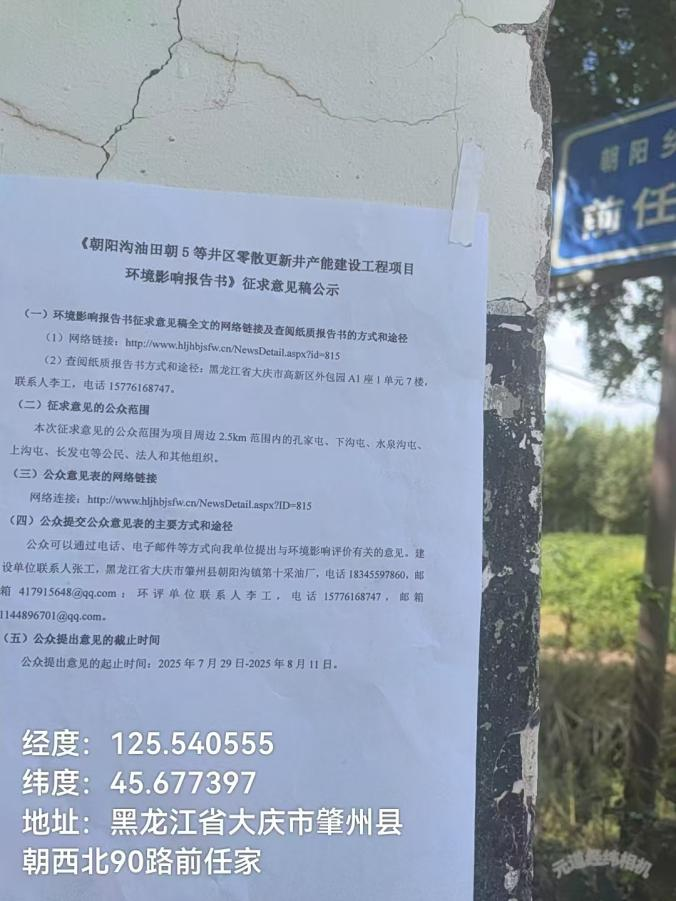 朝阳乡
前任
《朝阳沟油田朝5等井区零散更新井产能建设工程项目
环境影响报告书》征求意见稿公示
（一）环境影响报告书征求意见稿全文的网络链接及查阅纸质报告书的方式和途径
（1）网络链接：http://www.hljhbjsfw.cn/NewsDetail.aspx?id=815
（2）查阅纸质报告书方式和途径：黑龙江省大庆市高新区外包园A1座1单元7楼，
联系人李工，电话15776168747。
（二）征求意见的公众范围
本次征求意见的公众范围为项目周边2.5km范围内的孔家屯、下沟屯、水泉沟屯、
上沟屯、长发屯等公民、法人和其他组织。
（三）公众意见表的网络链接
网络连接：http://www.hljhbjsfw.cn/NewsDetail.aspx?ID=815
（四）公众提交公众意见表的主要方式和途径
公众可以通过电话、电子邮件等方式向我单位提出与环境影响评价有关的意见。建
设单位联系人张工，黑龙江省大庆市肇州县朝阳沟镇第十采油厂，电话18345597860，邮
箱417915648@qq.com；环评单位联系人李工，电话15776168747，邮箱
1144896701@qq.com。
（五）公众提出意见的截止时间
公众提出意见的起止时间：2025年7月29日-2025年8月11日。
经度：125.540555
纬度：45.677397
地址：黑龙江省大庆市肇州县
朝西北90路前任家
元道经纬相机